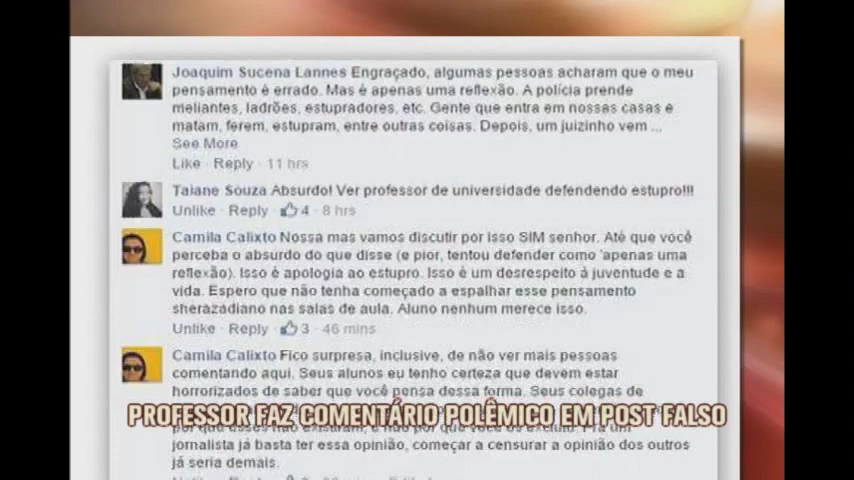 Joaquim Sucena Lannes Engraçado, algumas pessoas acharam que o meu
pensamento é errado. Mas é apenas uma reflexão. A polícia prende
meliantes, ladrões, estupradores, etc. Gente que entra em nossas casas e
matam, ferem, estupram, entre outras coisas. Depois, um juizinho vem ...
See More
Like · Reply · 11 hrs
Taiane Souza Absurdo! Ver professor de universidade defendendo estupro!!!
Unlike · Reply · 4 · 8 hrs
Camila Calixto Nossa mas vamos discutir por isso SIM senhor. Até que você
perceba o absurdo do que disse (e pior, tentou defender como 'apenas uma
reflexão). Isso é apologia ao estupro. Isso é um desrespeito à juventude e a
vida. Espero que não tenha começado a espalhar esse pensamento
sherazadiano nas salas de aula. Aluno nenhum merece isso.
Unlike · Reply · 3 · 46 mins
Camila Calixto Fico surpresa, inclusive, de não ver mais pessoas
comentando aqui. Seus alunos eu tenho certeza que devem estar
horrorizados de saber que você pensa dessa forma. Seus colegas de
PROFESSOR FAZ COMENTÁRIO POLÊMICO EM POST FALSO
jornalista já basta ter essa opinião, começar a censurar a opinião dos outros
já seria demais.